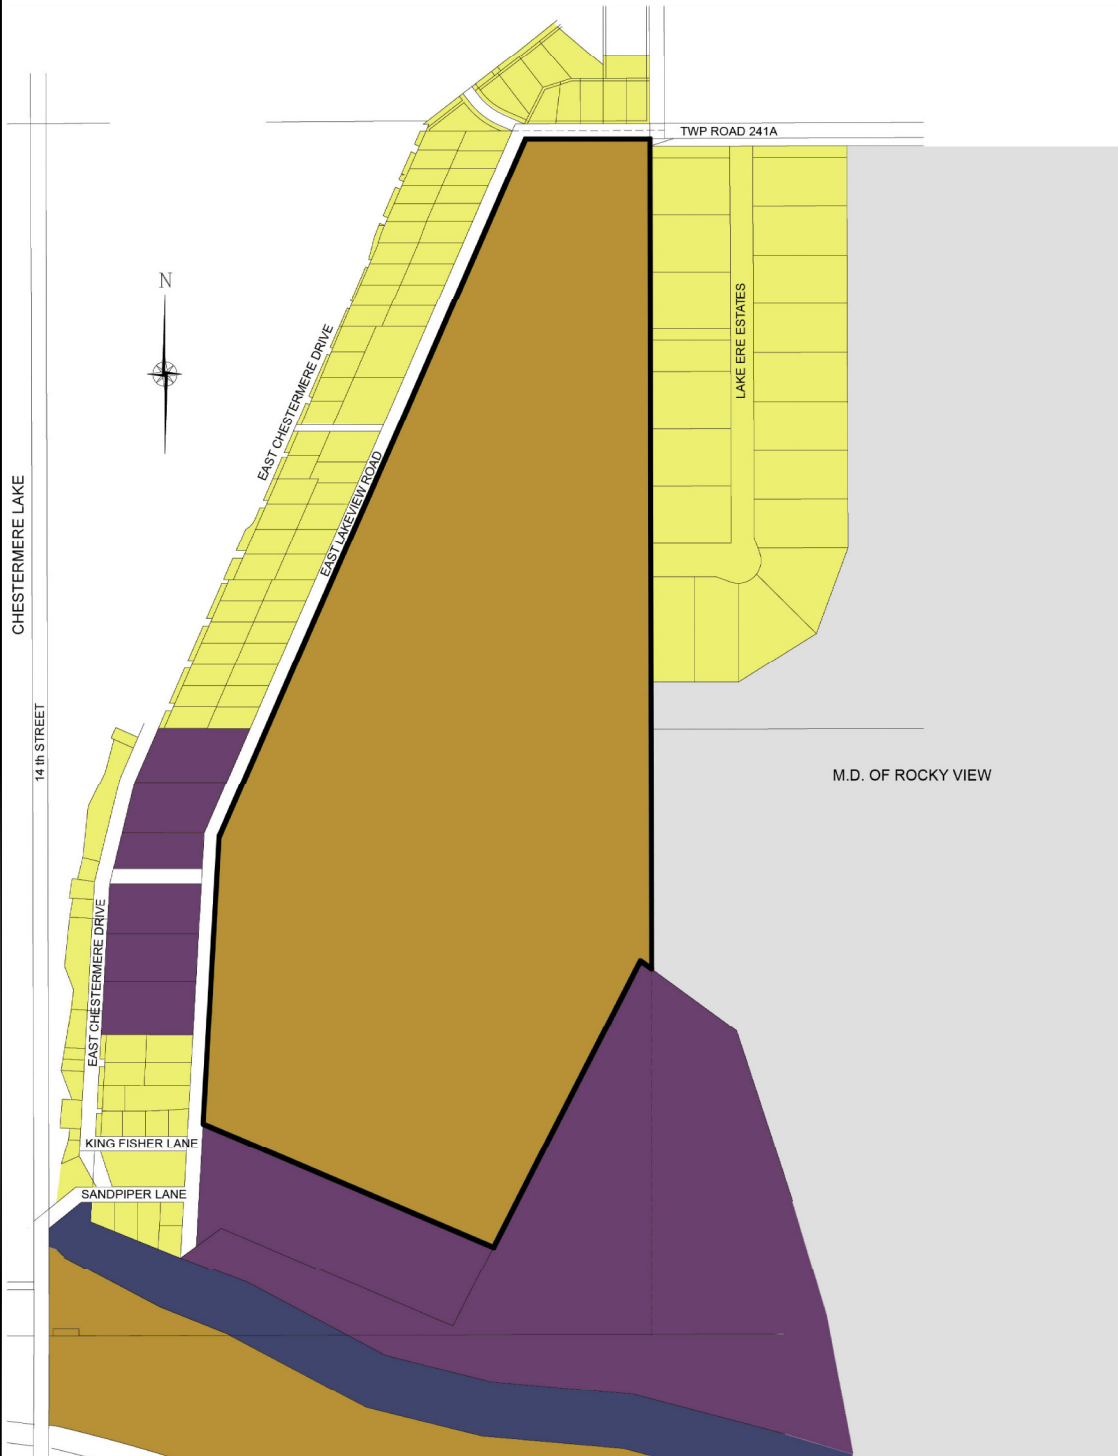 TWP ROAD 241A
N
LAKE ERE ESTATES
EAST CHESTERMERE DRIVE
EAST LAKEVIEW ROAD
CHESTERMERE LAKE
14 th STREET
M.D. OF ROCKY VIEW
EAST CHESTERMERE DRIVE
KING FISHER LANE
SANDPIPER LANE